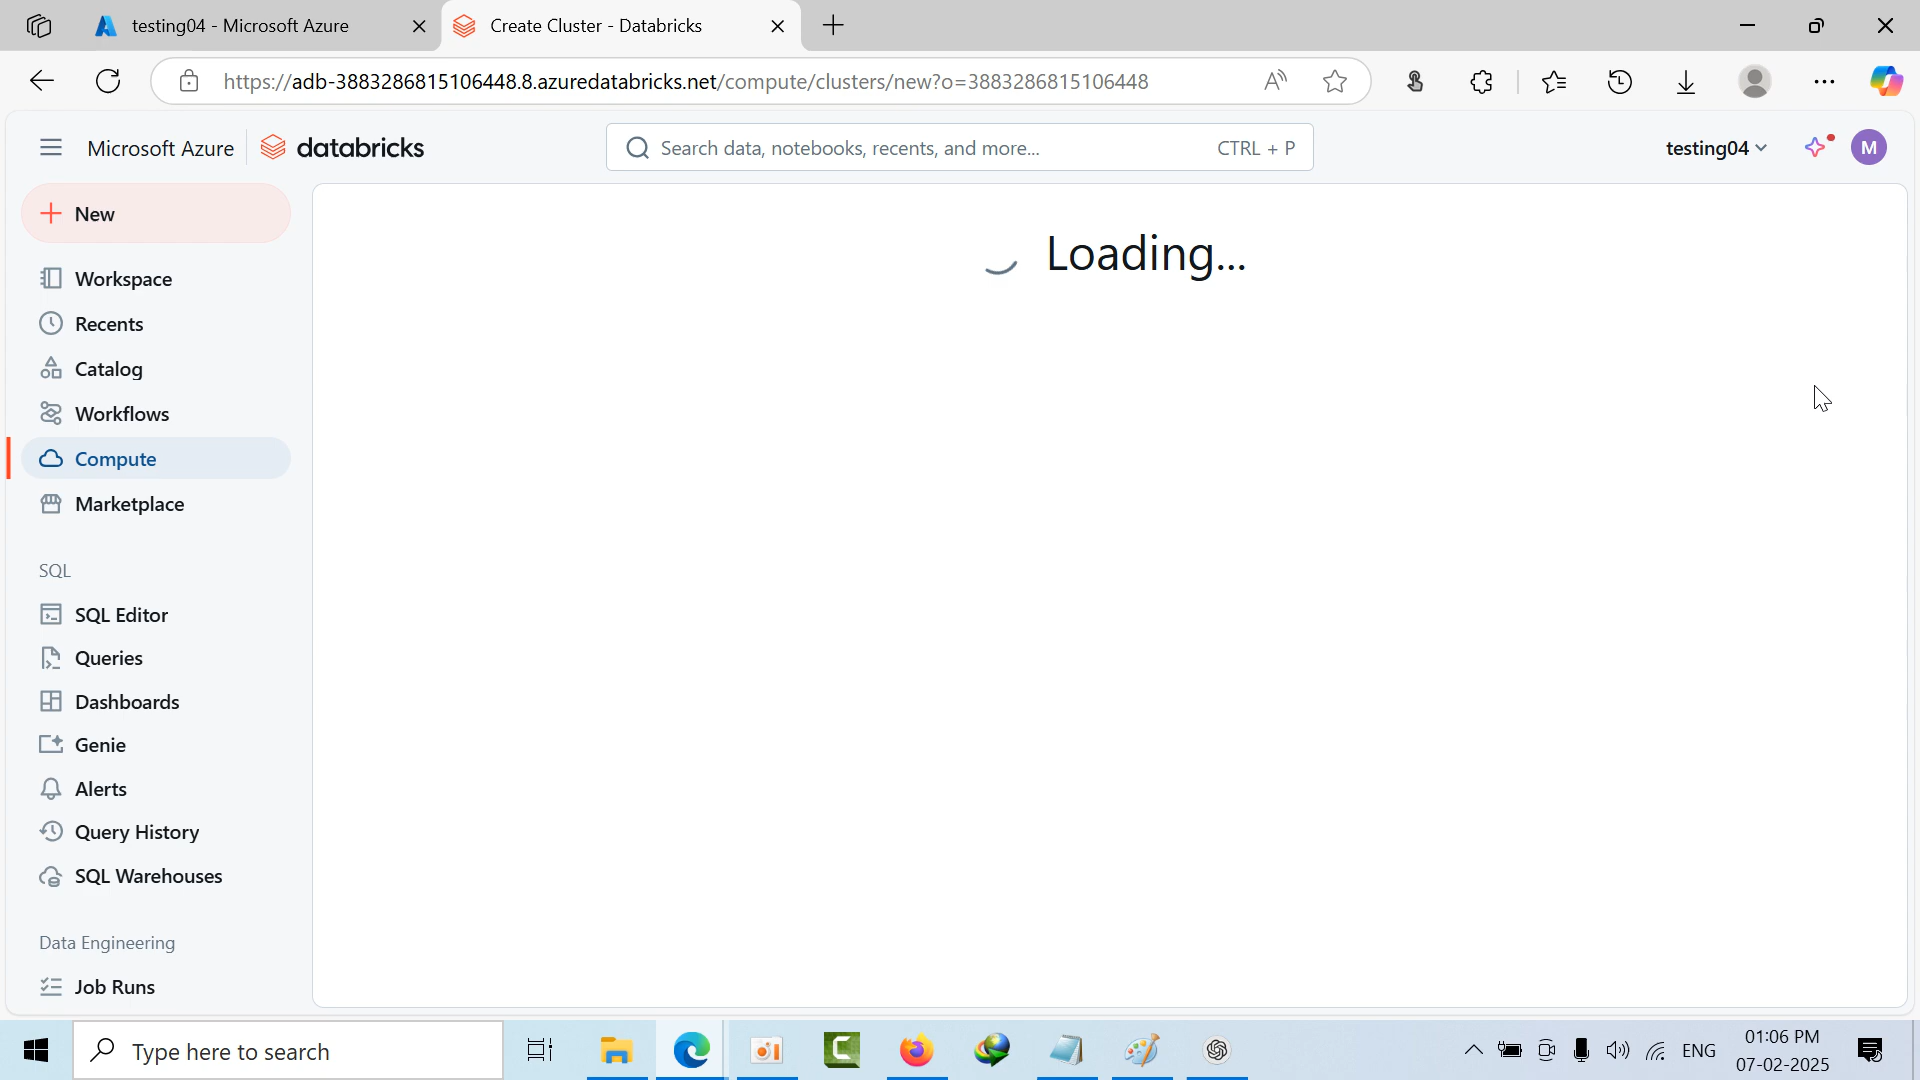 testing04 - Microsoft Azure
Create Cluster - Databricks
https://adb-3883286815106448.8.azuredatabricks.net/compute/clusters/new?o=3883286815106448
Microsoft Azure
databricks
Search data, notebooks, recents, and more...
CTRL + P
testing04
M
New
Loading...
Workspace
Recents
Catalog
Workflows
Compute
Marketplace
SQL
SQL Editor
Queries
Dashboards
Genie
Alerts
Query History
SQL Warehouses
Data Engineering
Job Runs
Type here to search
ENG
01:06 PM
07-02-2025